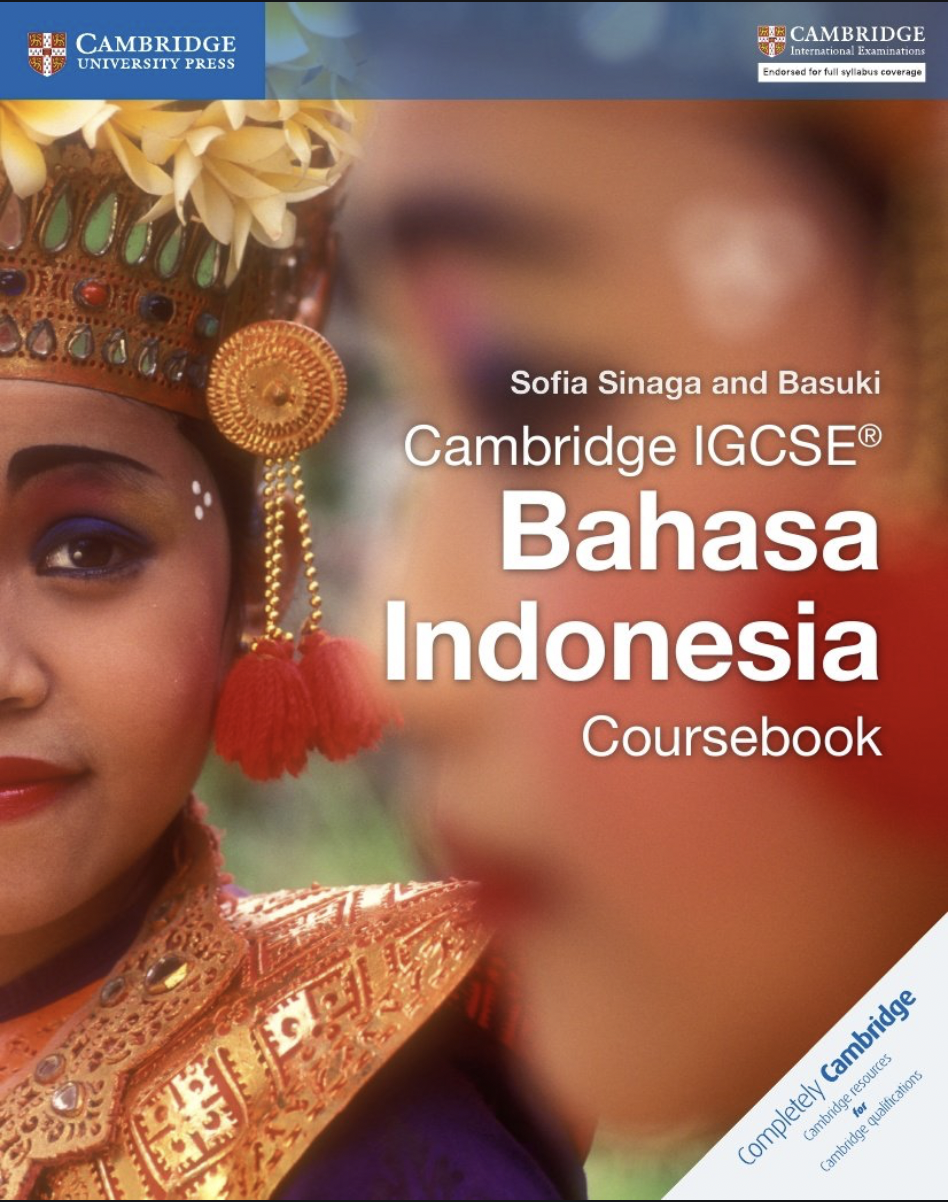 CAMBRIDGE
UNIVERSITY PRESS
CAMBRIDGE
International Examinations
Endorsed for full syllabus coverage
Sofia Sinaga and Basuki
Cambridge IGCSE®
Bahasa
Indonesia
Coursebook
Completely Cambridge
Cambridge resources
for
Cambridge qualifications